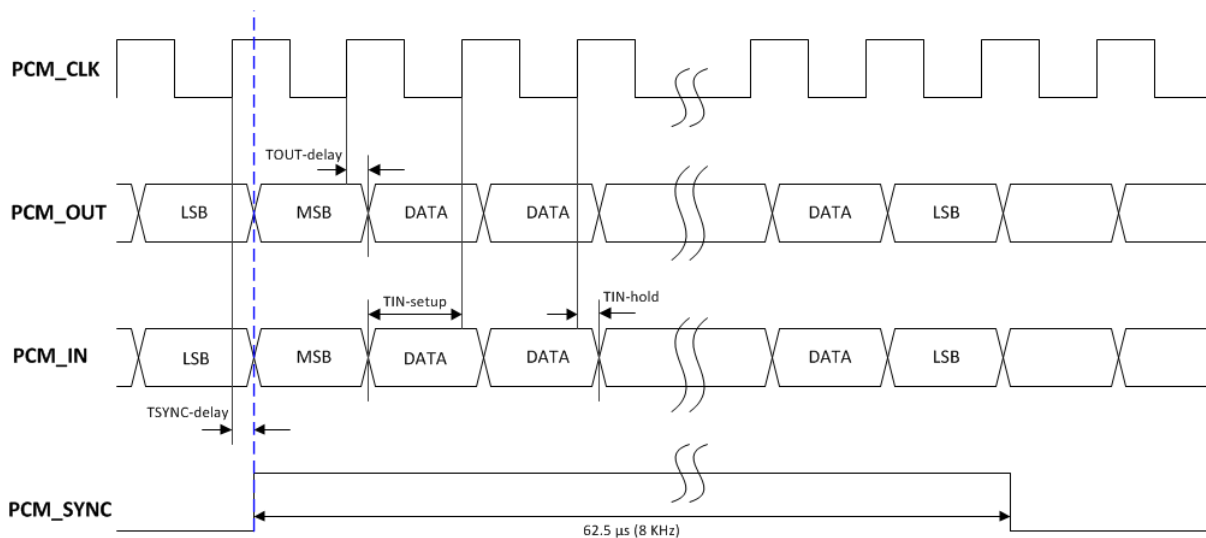 PCM_CLK
TOUT-delay
PCM_OUT
LSB
MSB
DATA
DATA
DATA
LSB
TIN-setup
TIN-hold
PCM_IN
LSB
MSB
DATA
DATA
DATA
LSB
TSYNC-delay
PCM_SYNC
62.5 µs (8 KHz)